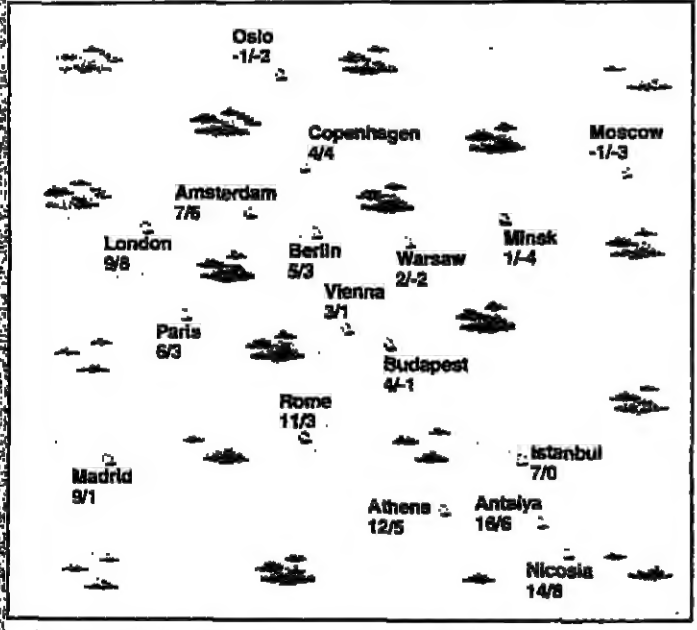 Oslo
-1/-2
Copenhagen
4/4
Moscow
-1/-3
Amsterdam
7/6
London
9/8
Berlin
5/3
Warsaw
2/-2
Minsk
1/-4
Vienna
3/1
Paris
6/3
Budapest
4/-1
Rome
11/3
Madrid
9/1
Istanbul
7/0
Athens
12/5
Antalya
16/6
Nicosia
14/8